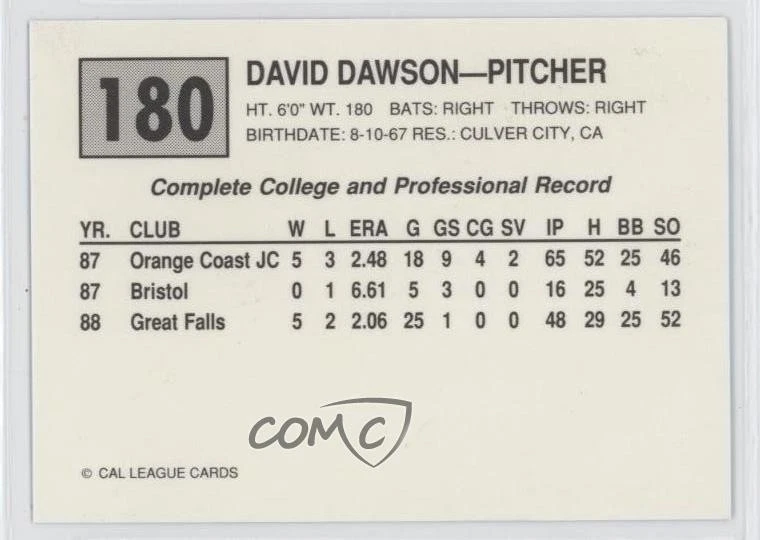 180
DAVID DAWSON—PITCHER
HT. 6'0" WT. 180 BATS: RIGHT THROWS: RIGHT
BIRTHDATE: 8-10-67 RES.: CULVER CITY, CA
Complete College and Professional Record
YR. CLUB W L ERA G GS CG SV IP H BB SO
87 Orange Coast JC 5 3 2.48 18 9 4 2 65 52 25 46
87 Bristol 0 1 6.61 5 3 0 0 16 25 4 13
88 Great Falls 5 2 2.06 25 1 0 0 48 29 25 52
COMC
© CAL LEAGUE CARDS